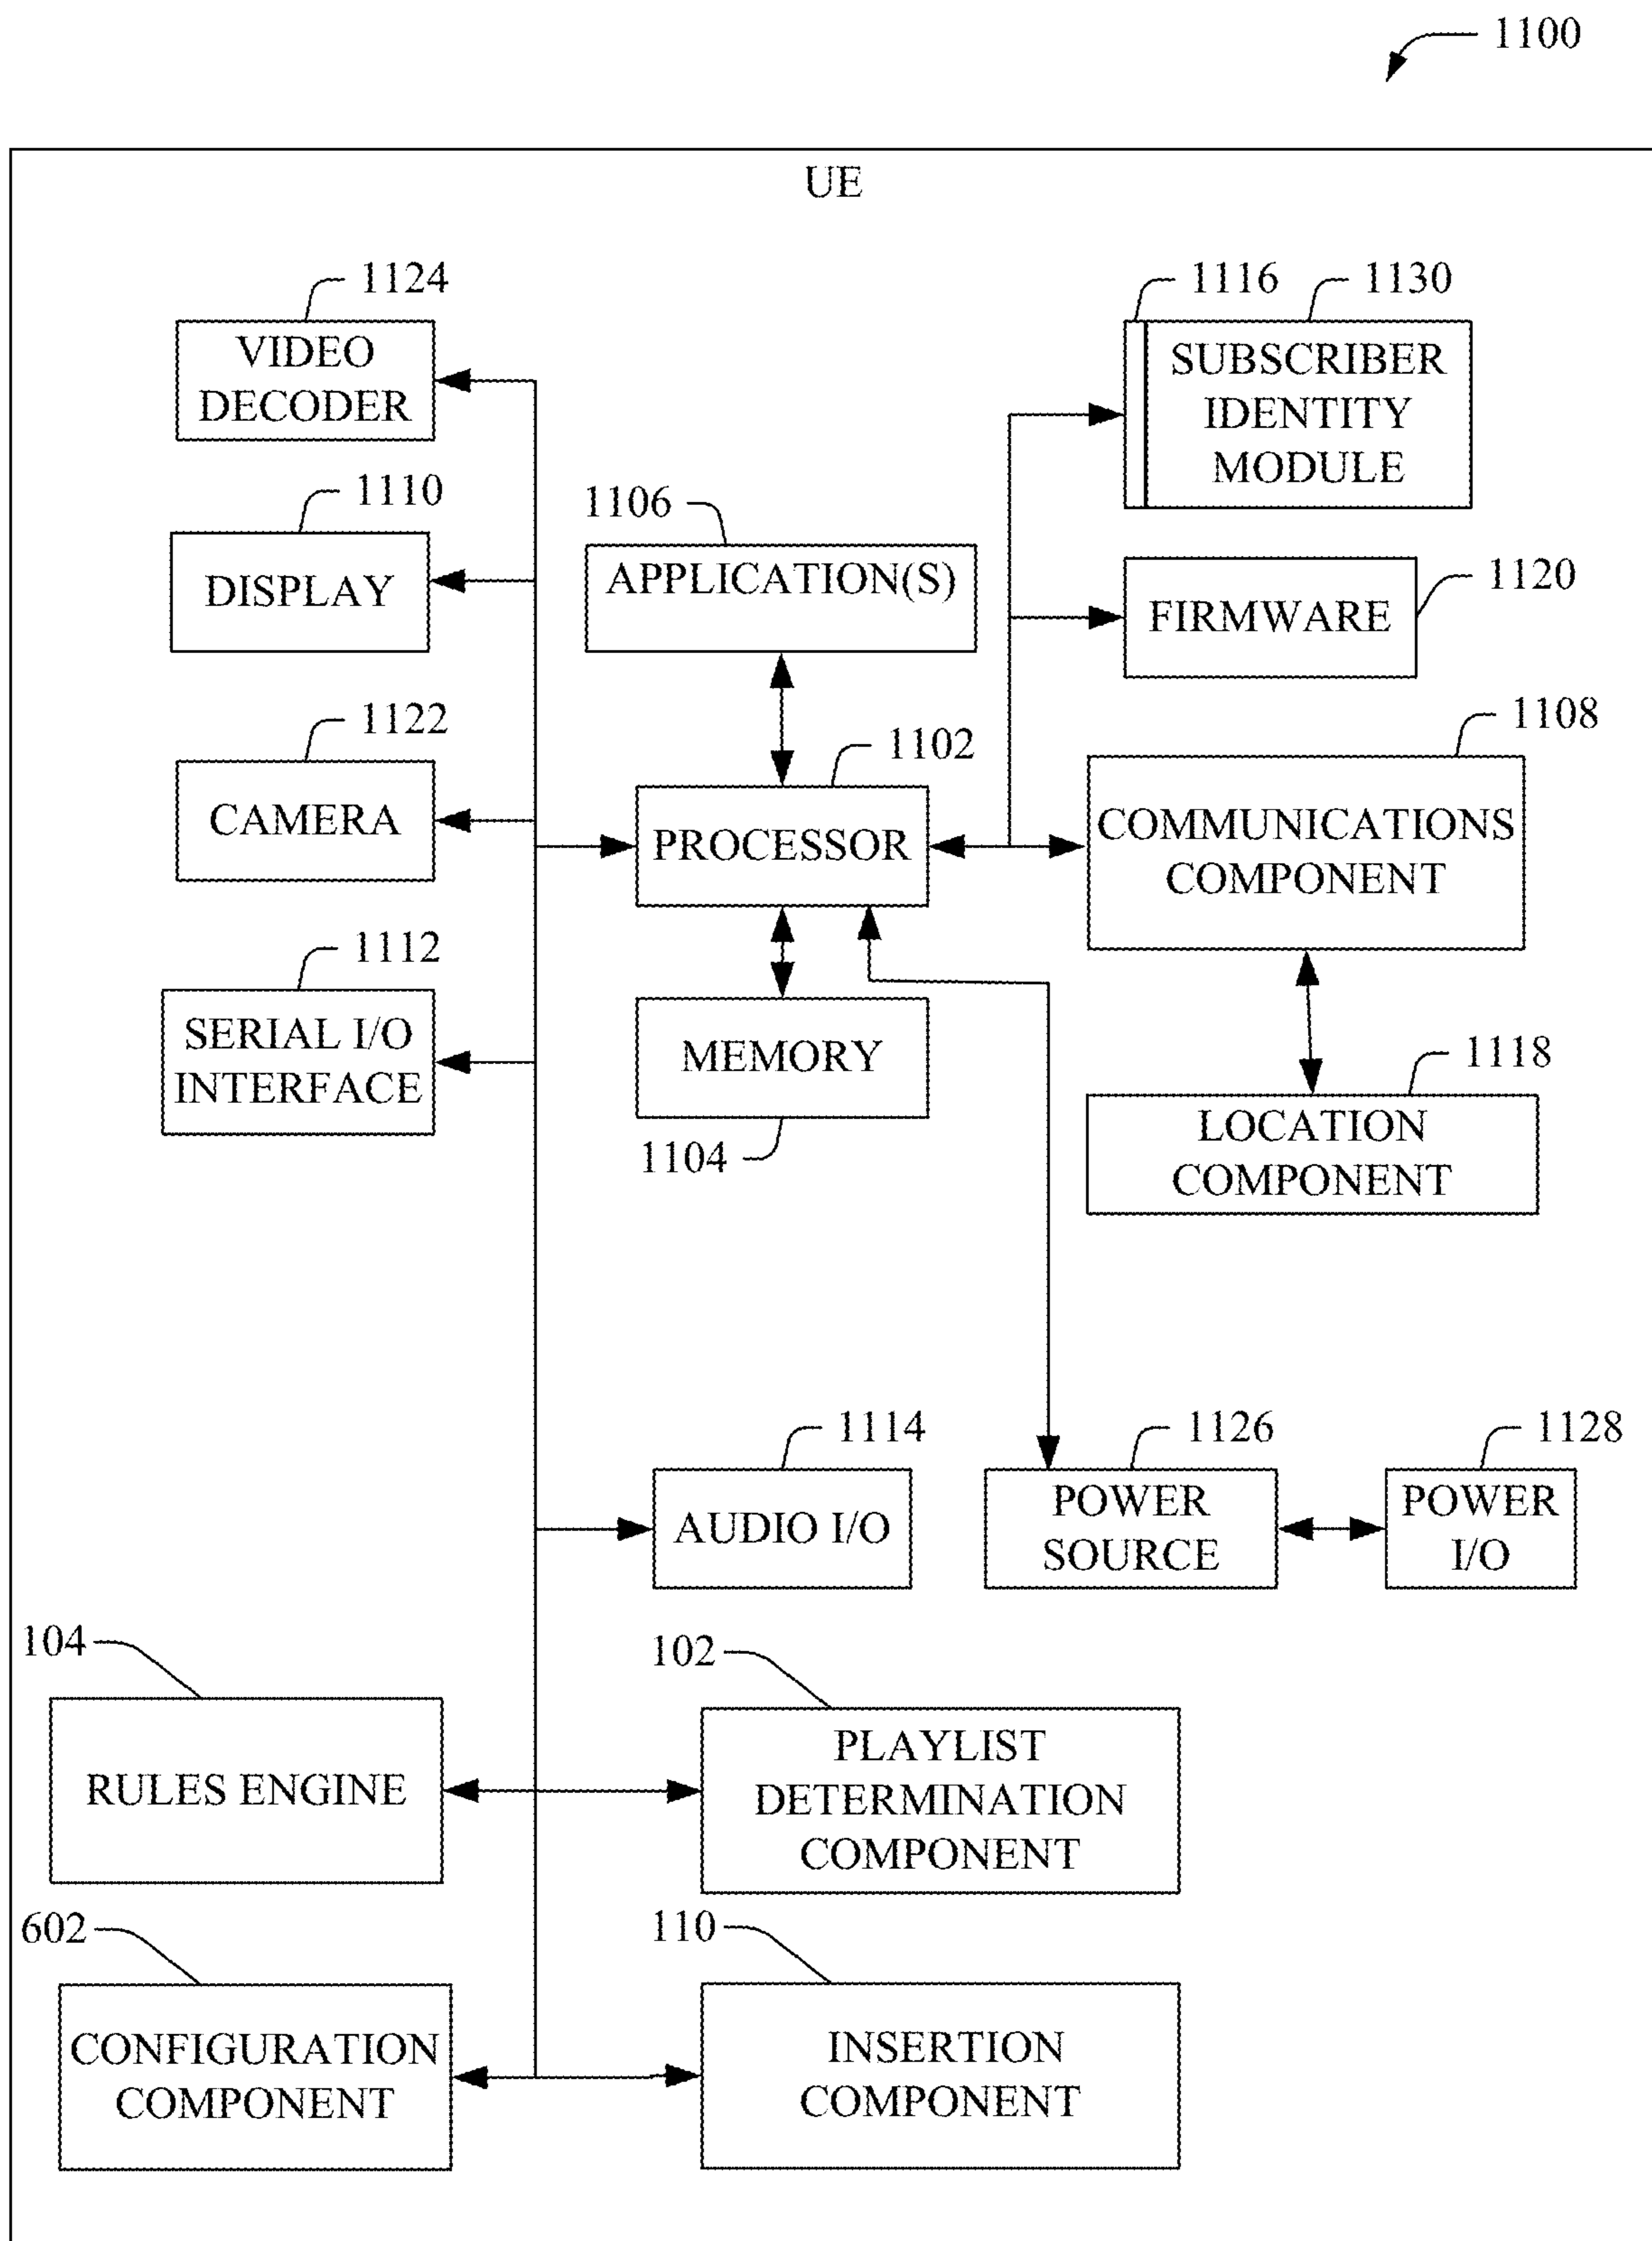 1100
UE
1124
VIDEO
DECODER
1116
1130
SUBSCRIBER
IDENTITY
MODULE
1110
DISPLAY
1106
APPLICATION(S)
1120
FIRMWARE
1122
CAMERA
1102
PROCESSOR
1108
COMMUNICATIONS
COMPONENT
1112
SERIAL I/O
INTERFACE
MEMORY
1104
1118
LOCATION
COMPONENT
1114
AUDIO I/O
1126
POWER
SOURCE
1128
POWER
I/O
104
RULES ENGINE
102
PLAYLIST
DETERMINATION
COMPONENT
602
CONFIGURATION
COMPONENT
110
INSERTION
COMPONENT